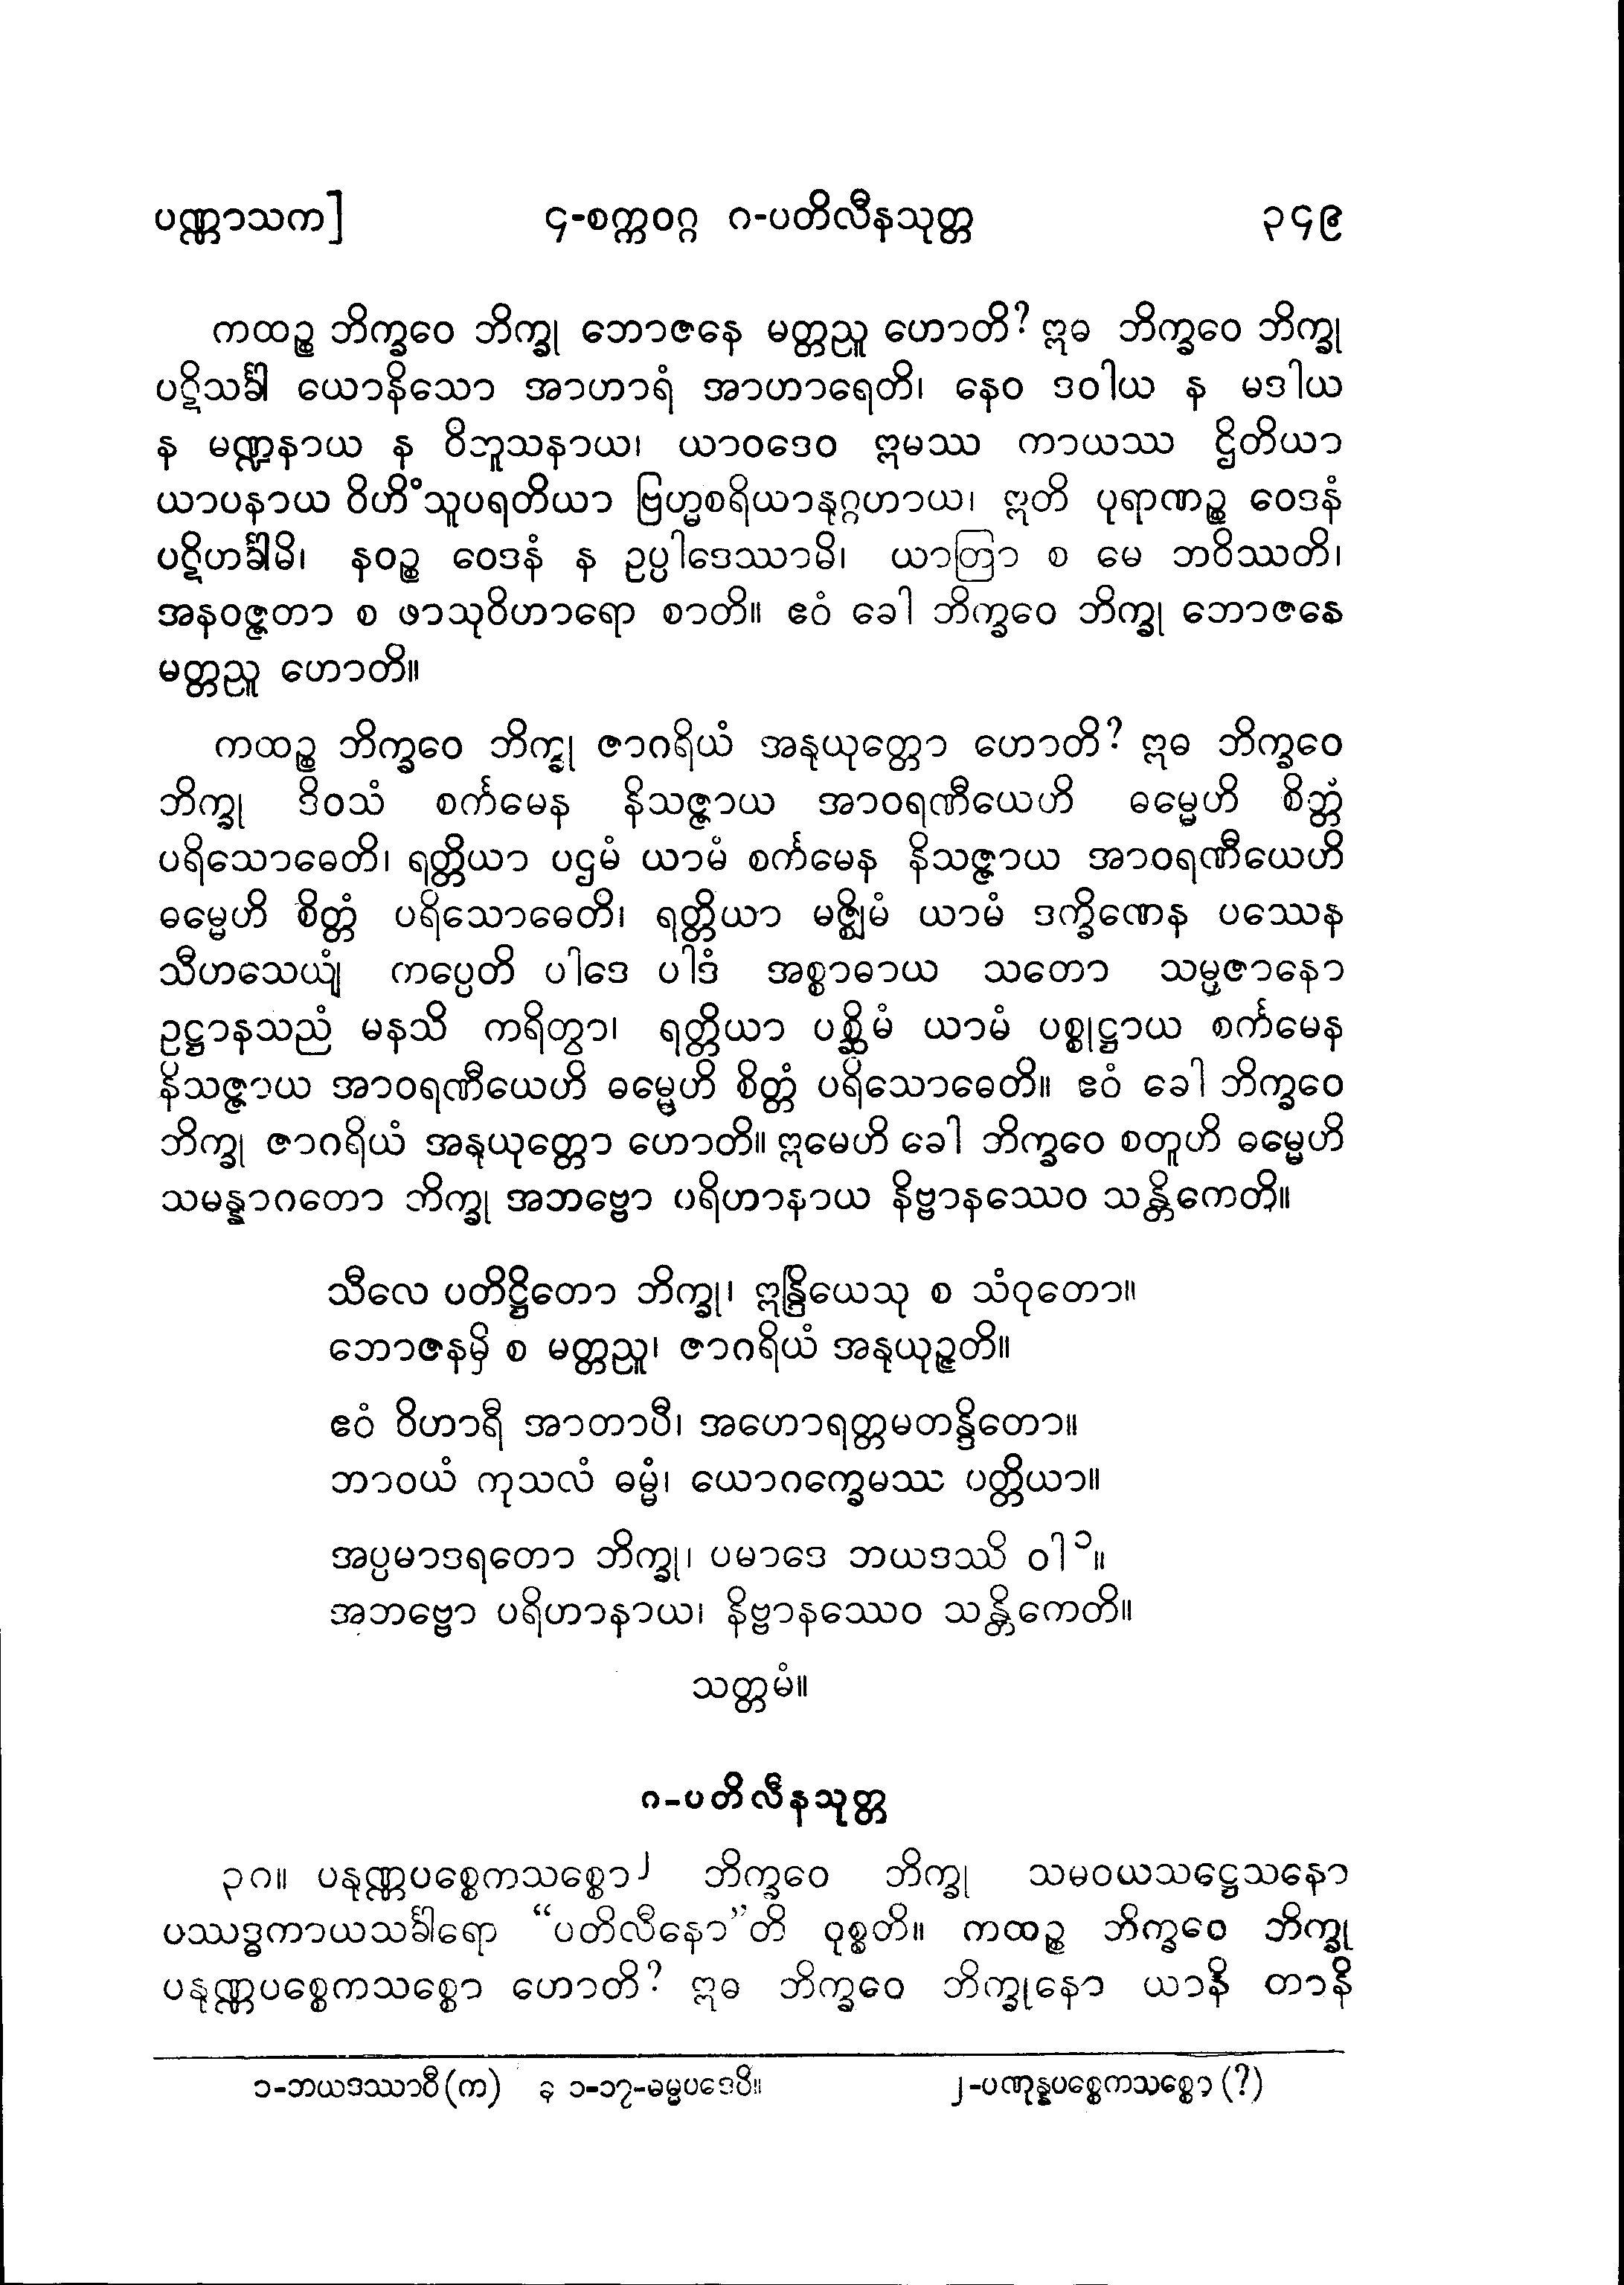 ပဏ္ဏာသက] ၄-စက္ကဝဂ္ဂ ဂ-ပတိလီနသုတ္တ ၃၄၉
ကထဉ္စ ဘိက္ခဝေ ဘိက္ခု ဘောဇနေ မတ္တညူ ဟောတိ? ဣဓ ဘိက္ခဝေ ဘိက္ခု
ပဋိသင်္ခါ ယောနိသော အာဟာရံ အာဟာရေတိ၊ နေဝ ဒဝါယ န မဒါယ
န မဏ္ဍနာယ န ဝိဘူသနာယ၊ ယာဝဒေဝ ဣမဿ ကာယဿ ဌိတိယာ
ယာပနာယ ဝိဟိံသူပရတိယာ ဗြဟ္မစရိယာနုဂ္ဂဟာယ၊ ဣတိ ပုရာဏဉ္စ ဝေဒနံ
ပဋိဟင်္ခါမိ၊ နဝဉ္စ ဝေဒနံ န ဥပ္ပါဒေဿာမိ၊ ယာတြာ စ မေ ဘဝိဿတိ၊
အနဝဇ္ဇတာ စ ဖာသုဝိဟာရော စာတိ။ ဧဝံ ခေါ ဘိက္ခဝေ ဘိက္ခု ဘောဇနေ
မတ္တညူ ဟောတိ။
ကထဉ္စ ဘိက္ခဝေ ဘိက္ခု ဇာဂရိယံ အနုယုတ္တော ဟောတိ? ဣဓ ဘိက္ခဝေ
ဘိက္ခု ဒိဝသံ စင်္ကမေန နိသဇ္ဇာယ အာဝရဏီယေဟိ ဓမ္မေဟိ စိတ္တံ
ပရိသောဓေတိ၊ ရတ္တိယာ ပဌမံ ယာမံ စင်္ကမေန နိသဇ္ဇာယ အာဝရဏီယေဟိ
ဓမ္မေဟိ စိတ္တံ ပရိသောဓေတိ၊ ရတ္တိယာ မဇ္ဈိမံ ယာမံ ဒက္ခိဏေန ပဿေန
သီဟသေယျံ ကပ္ပေတိ ပါဒေ ပါဒံ အစ္စာဓာယ သတော သမ္ပဇာနော
ဥဋ္ဌာနသညံ မနသိ ကရိတွာ၊ ရတ္တိယာ ပစ္ဆိမံ ယာမံ ပစ္စုဋ္ဌာယ စင်္ကမေန
နိသဇ္ဇာယ အာဝရဏီယေဟိ ဓမ္မေဟိ စိတ္တံ ပရိသောဓေတိ။ ဧဝံ ခေါ ဘိက္ခဝေ
ဘိက္ခု ဇာဂရိယံ အနုယုတ္တော ဟောတိ။ ဣမေဟိ ခေါ ဘိက္ခဝေ စတူဟိ ဓမ္မေဟိ
သမန္နာဂတော ဘိက္ခု အဘဗ္ဗော ပရိဟာနာယ နိဗ္ဗာနဿေဝ သန္တိကေတိ။
သီလေ ပတိဋ္ဌိတော ဘိက္ခု၊ ဣန္ဒြိယေသု စ သံဝုတော။
ဘောဇနမှိ စ မတ္တညူ၊ ဇာဂရိယံ အနုယုဉ္ဇတိ။
ဧဝံ ဝိဟာရီ အာတာပီ၊ အဟောရတ္တမတန္ဒိတော။
ဘာဝယံ ကုသလံ ဓမ္မံ၊ ယောဂက္ခေမဿ ပတ္တိယာ။
အပ္ပမာဒရတော ဘိက္ခု၊ ပမာဒေ ဘယဒဿိ ဝါ၁။
အဘဗ္ဗော ပရိဟာနာယ၊ နိဗ္ဗာနဿေဝ သန္တိကေတိ။
သတ္တမံ။
ဂ-ပတိလီနသုတ္တ
၃ဂ။ ပနုဏ္ဏပစ္စေကသစ္စော၂ ဘိက္ခဝေ ဘိက္ခု သမဝယသဋ္ဌေသနော
ပဿဒ္ဓကာယသင်္ခါရော “ပတိလီနော”တိ ဝုစ္စတိ။ ကထဉ္စ ဘိက္ခဝေ ဘိက္ခု
ပနုဏ္ဏပစ္စေကသစ္စော ဟောတိ? ဣဓ ဘိက္ခဝေ ဘိက္ခုနော ယာနိ တာနိ
၁-ဘယဒဿာဝီ (က) ခု ၁-၁၇-ဓမ္မပဒေပိ။ ၂-ပဏုန္နပစ္စေကသစ္စော (?)